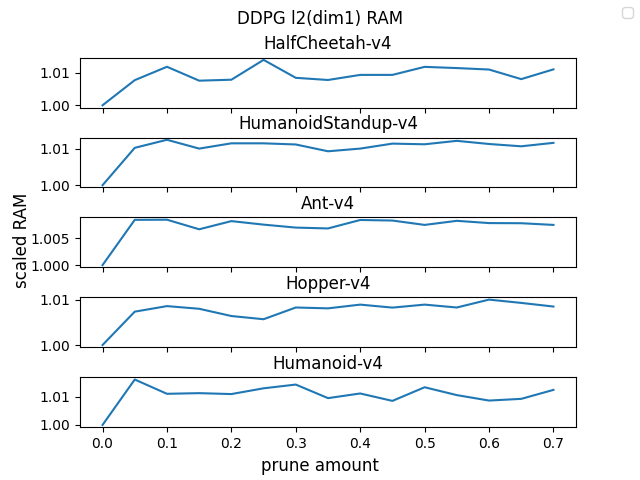 DDPG l2(dim1) RAM
HalfCheetah-v4
1.01
1.00
HumanoidStandup-v4
1.01
1.00
Ant-v4
1.005
1.000
Hopper-v4
1.01
1.00
Humanoid-v4
1.01
1.00
0.0 0.1 0.2 0.3 0.4 0.5 0.6 0.7
prune amount
scaled RAM